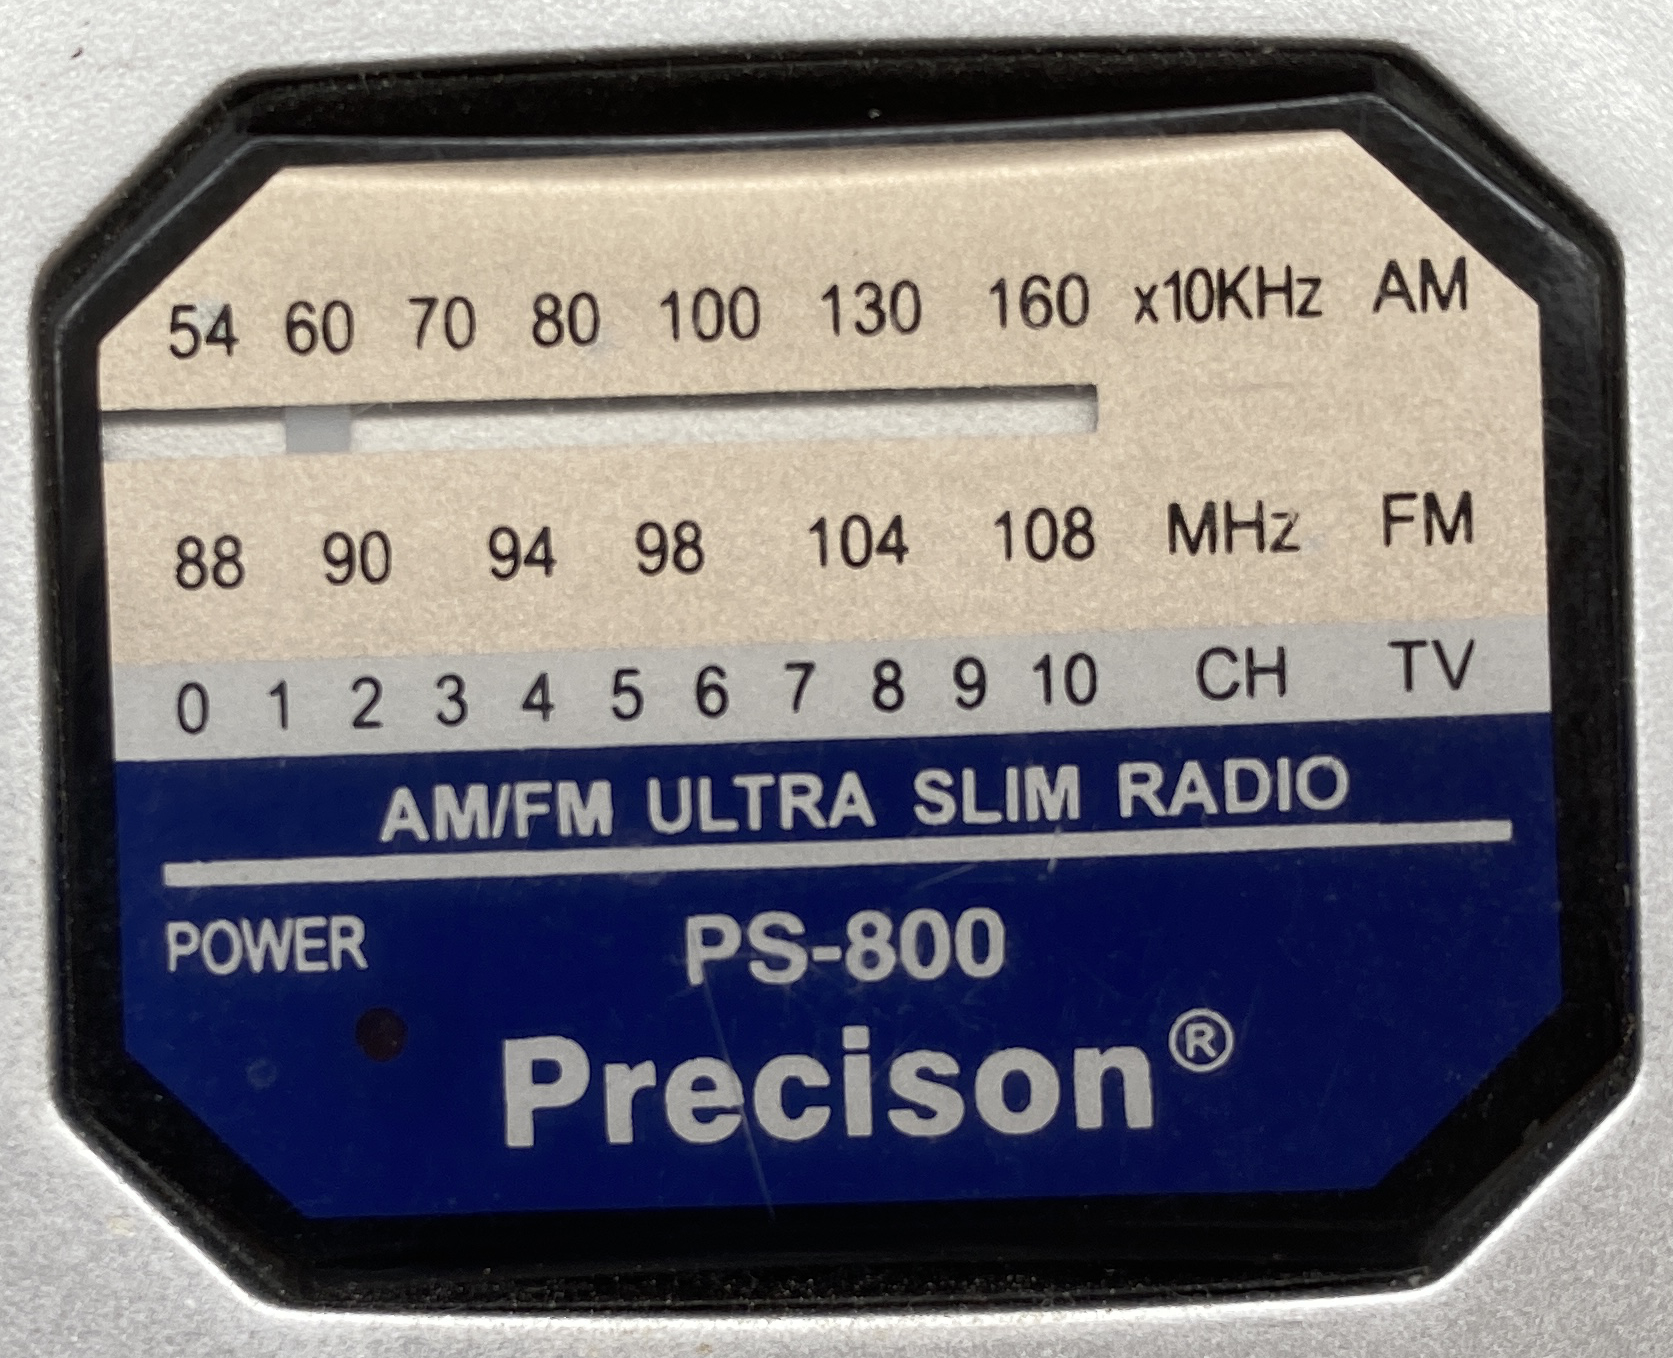 54 60 70 80 100 130 160 x10KHz AM
88 90 94 98 104 108 MHz FM
0 1 2 3 4 5 6 7 8 9 10 CH TV
AM/FM ULTRA SLIM RADIO
POWER PS-800
Precison®